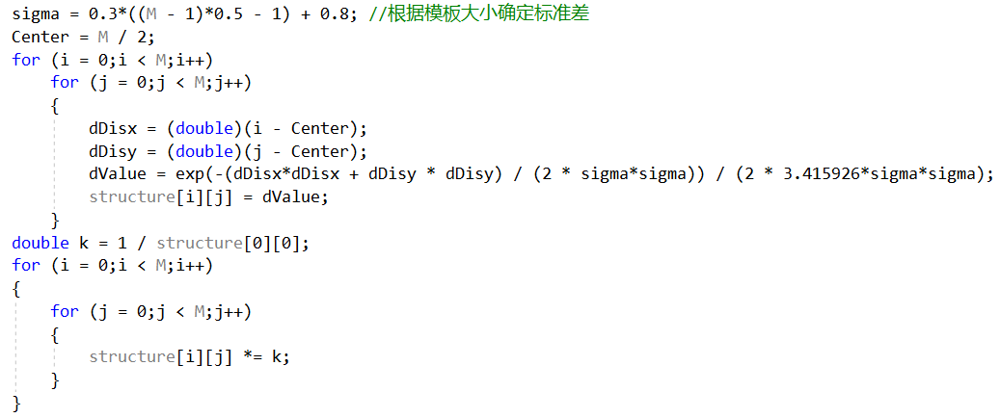 sigma = 0.3*((M - 1)*0.5 - 1) + 0.8; //根据模板大小确定标准差
Center = M / 2;
for (i = 0;i < M;i++)
for (j = 0;j < M;j++)
{
dDisx = (double)(i - Center);
dDisy = (double)(j - Center);
dValue = exp(-(dDisx*dDisx + dDisy * dDisy) / (2 * sigma*sigma)) / (2 * 3.415926*sigma*sigma);
structure[i][j] = dValue;
}
double k = 1 / structure[0][0];
for (i = 0;i < M;i++)
{
for (j = 0;j < M;j++)
{
structure[i][j] *= k;
}
}